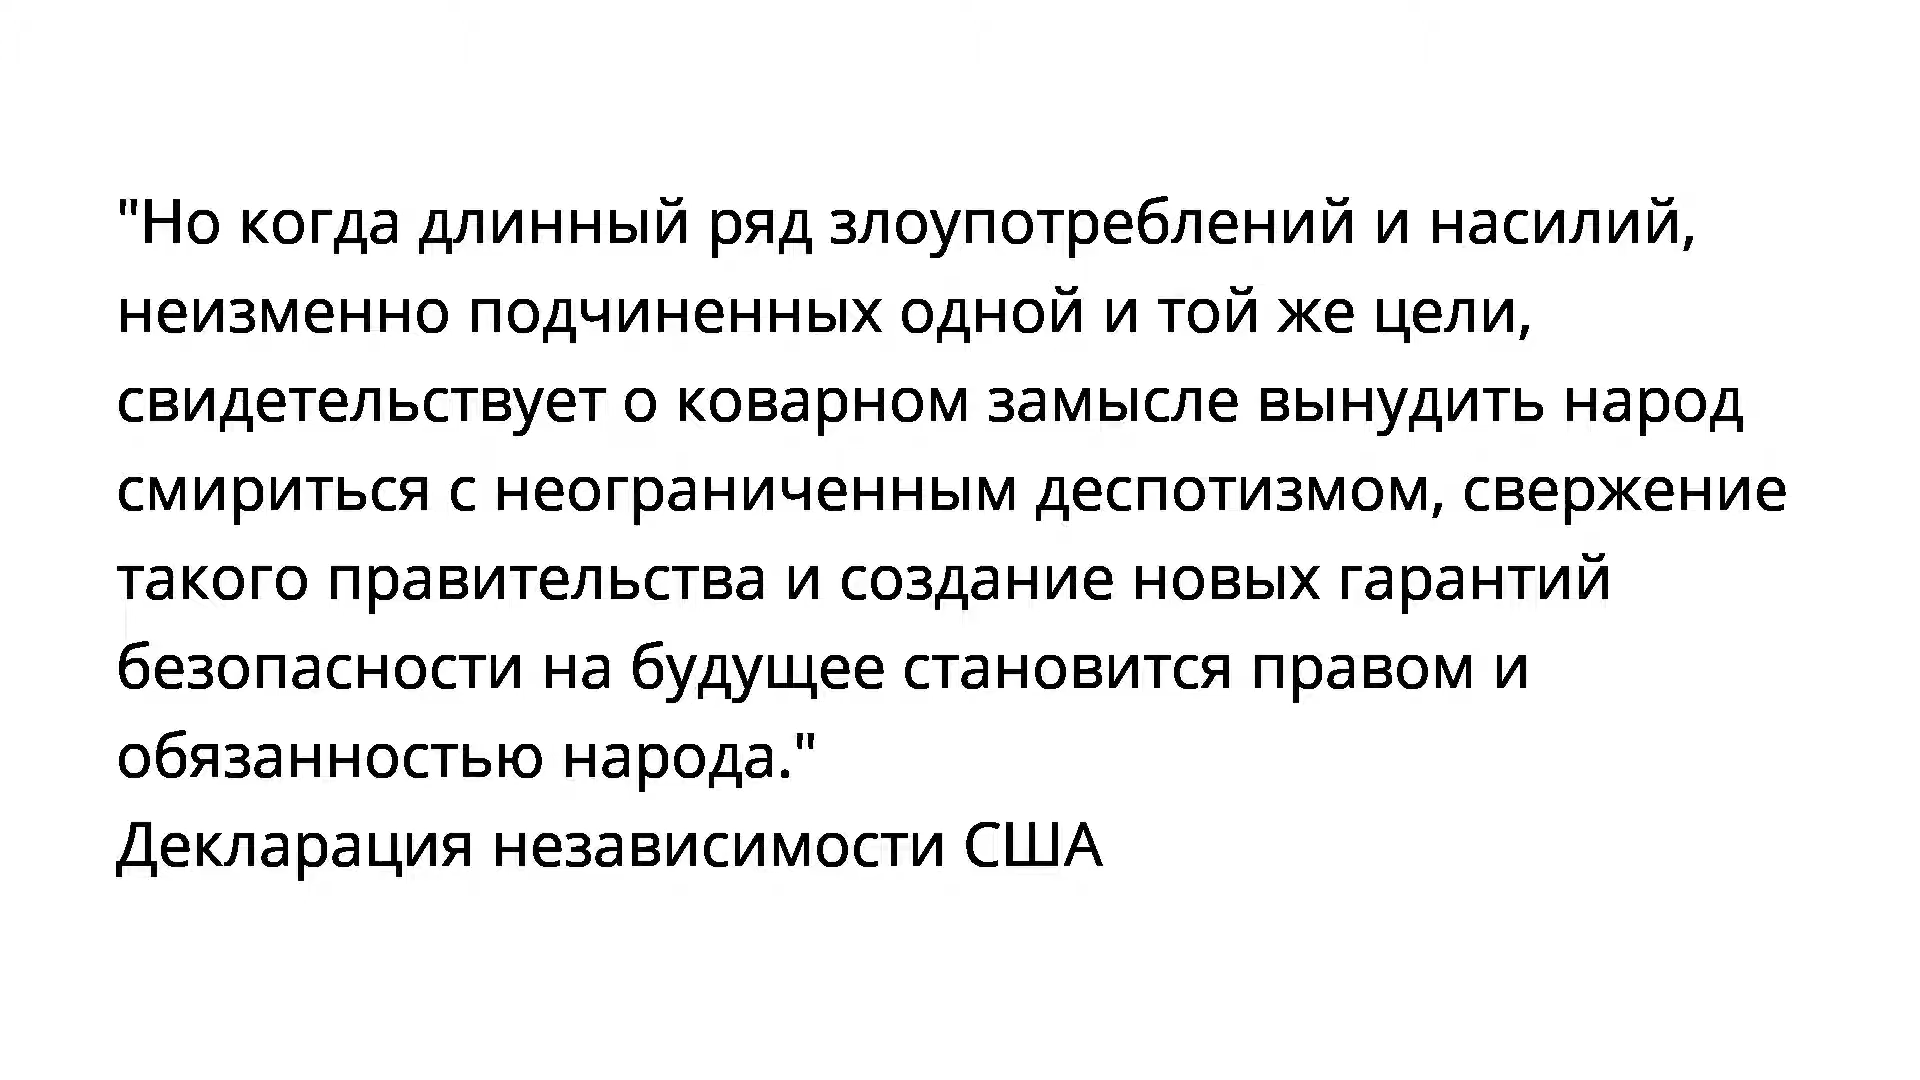 "Но когда длинный ряд злоупотреблений и насилий,
неизменно подчиненных одной и той же цели,
свидетельствует о коварном замысле вынудить народ
смириться с неограниченным деспотизмом, свержение
такого правительства и создание новых гарантий
безопасности на будущее становится правом и
обязанностью народа."
Декларация независимости США